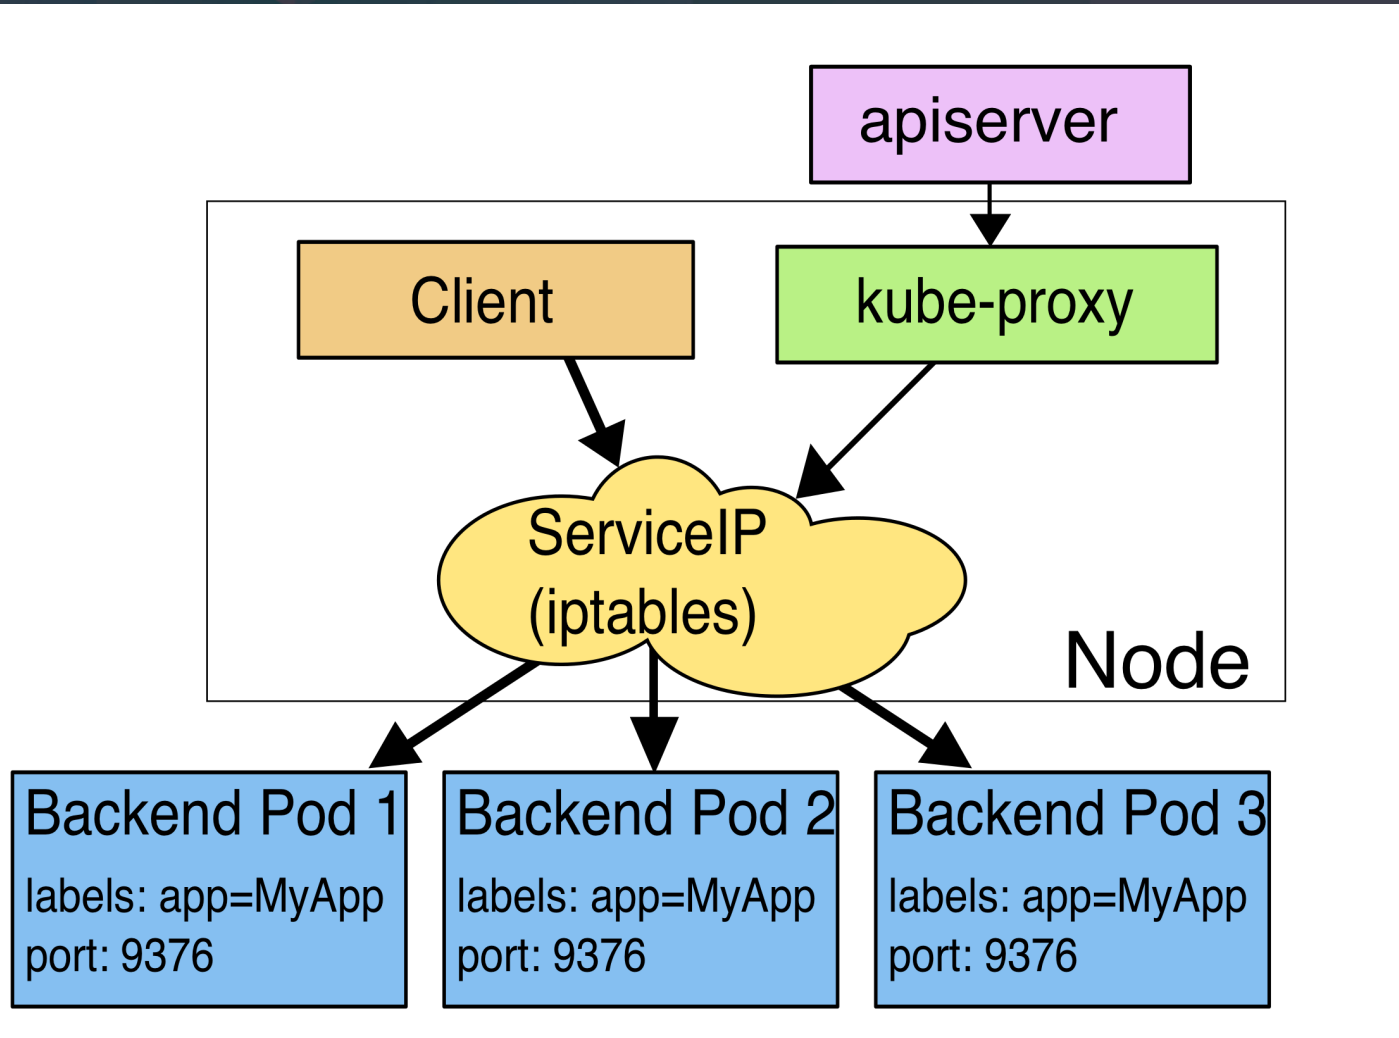 apiserver
Client
kube-proxy
ServiceIP
(iptables)
Node
Backend Pod 1
labels: app=MyApp
port: 9376
Backend Pod 2
labels: app=MyApp
port: 9376
Backend Pod 3
labels: app=MyApp
port: 9376